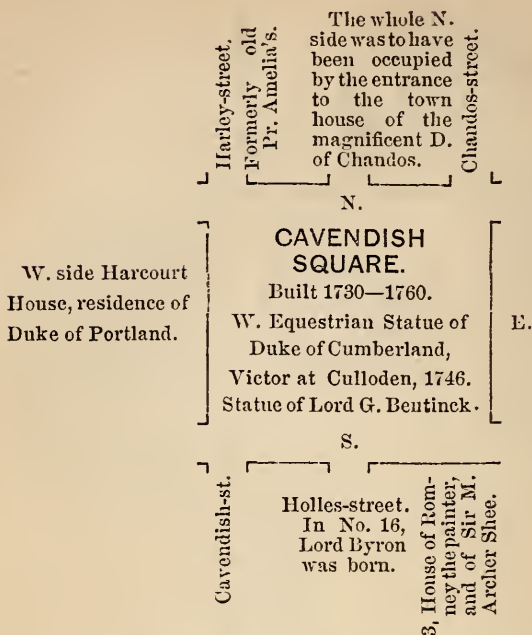 Harley-street.
Formerly old
Pr. Amelia's.
The whole N.
side was to have
been occupied
by the entrance
to the town
house of the
magnificent D.
of Chandos.
Chandos-street.
N.
W. side Harcourt
House, residence of
Duke of Portland.
CAVENDISH
SQUARE.
Built 1730—1760.
W. Equestrian Statue of
Duke of Cumberland,
Victor at Culloden, 1746.
Statue of Lord G. Beutinck.
E.
S.
Cavendish-st.
Holles-street.
In No. 16,
Lord Byron
was born.
3, House of Rom-
ney the painter,
and of Sir M.
Archer Shee.